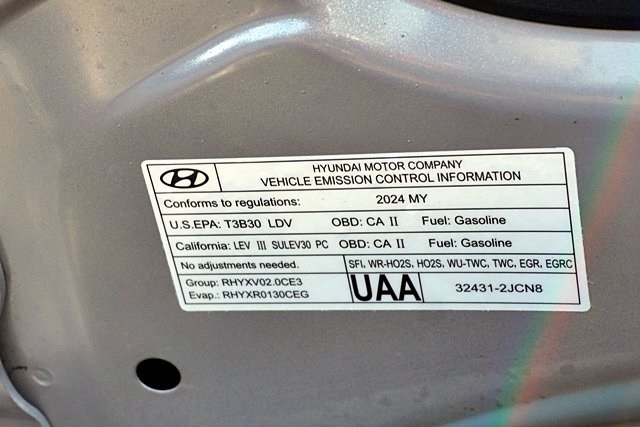 HYUNDAI MOTOR COMPANY
VEHICLE EMISSION CONTROL INFORMATION
Conforms to regulations: 2024 MY
U.S.EPA: T3B30 LDV OBD: CA II Fuel: Gasoline
California: LEV III SULEV30 PC OBD: CA II Fuel: Gasoline
No adjustments needed. SFI, WR-HO2S, HO2S, WU-TWC, TWC, EGR, EGRC
Group: RHYXV02.0CE3
Evap.: RHYXR0130CEG
UAA 32431-2JCN8